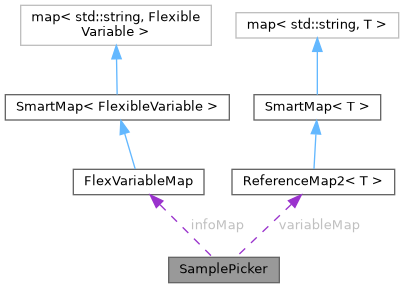 map< std::string, Flexible
Variable >
map< std::string, T >
SmartMap< FlexibleVariable >
SmartMap< T >
FlexVariableMap
ReferenceMap2< T >
infoMap
variableMap
SamplePicker